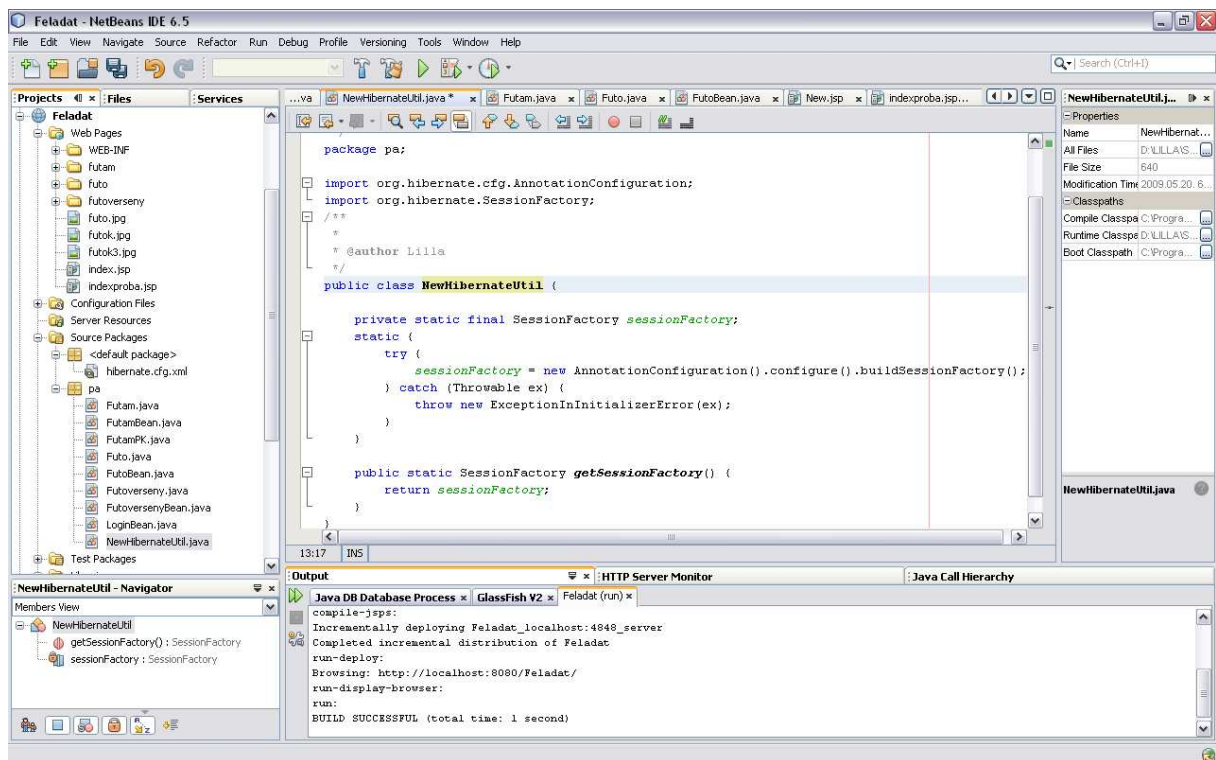 Feladat - NetBeans IDE 6.5
File Edit View Navigate Source Refactor Run Debug Profile Versioning Tools Window Help
Search (Ctrl+I)
Projects
Files
Services
Feladat
Web Pages
WEB-INF
futam
futo
futoverseny
futo.jpg
futok.jpg
futok3.jpg
index.jsp
indexproba.jsp
Configuration Files
Server Resources
Source Packages
<default package>
hibernate.cfg.xml
pa
Futam.java
FutamBean.java
FutamPK.java
Futo.java
FutoBean.java
Futoverseny.java
FutoversenyBean.java
LoginBean.java
NewHibernateUtil.java
Test Packages
NewHibernateUtil - Navigator
Members View
NewHibernateUtil
getSessionFactory() : SessionFactory
sessionFactory : SessionFactory
...va NewHibernateUtil.java * Futam.java Futo.java FutoBean.java New.jsp indexproba.jsp...
package pa;
import org.hibernate.cfg.AnnotationConfiguration;
import org.hibernate.SessionFactory;
/**
*
* @author Lilla
*/
public class NewHibernateUtil {
private static final SessionFactory sessionFactory;
static {
try {
sessionFactory = new AnnotationConfiguration().configure().buildSessionFactory();
} catch (Throwable ex) {
throw new ExceptionInInitializerError(ex);
}
}
public static SessionFactory getSessionFactory() {
return sessionFactory;
}
}
13:17 INS
Output
HTTP Server Monitor
Java Call Hierarchy
Java DB Database Process GlassFish V2 Feladat (run)
compile-jsps:
Incrementally deploying Feladat_localhost:4848_server
Completed incremental distribution of Feladat
run-deploy:
Browsing: http://localhost:8080/Feladat/
run-display-browser:
run:
BUILD SUCCESSFUL (total time: 1 second)
NewHibernateUtil.j...
Properties
Name NewHibernat...
All Files D:\LILLA\S...
File Size 640
Modification Time 2009.05.20. 6...
Classpaths
Compile Classpa C:\Progra...
Runtime Classpa D:\LILLA\S...
Boot Classpath C:\Progra...
NewHibernateUtil.java